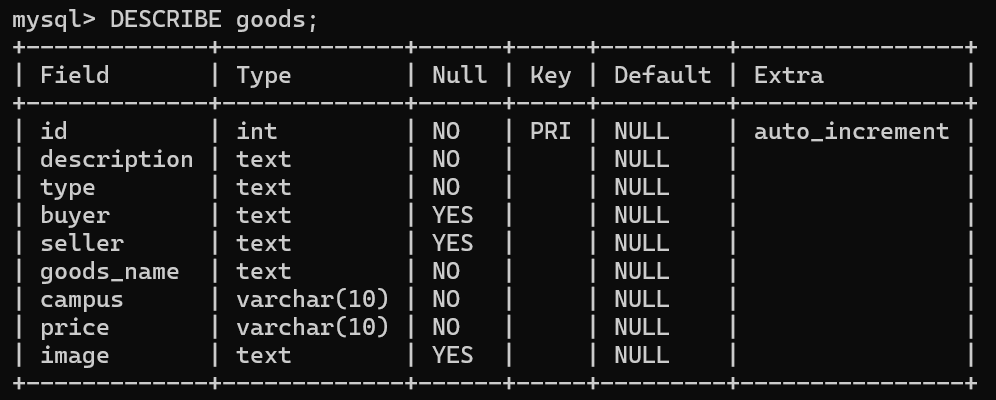 mysql> DESCRIBE goods;
+-------------+-------------+------+-----+---------+----------------+
| Field       | Type        | Null | Key | Default | Extra          |
+-------------+-------------+------+-----+---------+----------------+
| id          | int         | NO   | PRI | NULL    | auto_increment |
| description | text        | NO   |     | NULL    |                |
| type        | text        | NO   |     | NULL    |                |
| buyer       | text        | YES  |     | NULL    |                |
| seller      | text        | YES  |     | NULL    |                |
| goods_name  | text        | NO   |     | NULL    |                |
| campus      | varchar(10) | NO   |     | NULL    |                |
| price       | varchar(10) | NO   |     | NULL    |                |
| image       | text        | YES  |     | NULL    |                |
+-------------+-------------+------+-----+---------+----------------+